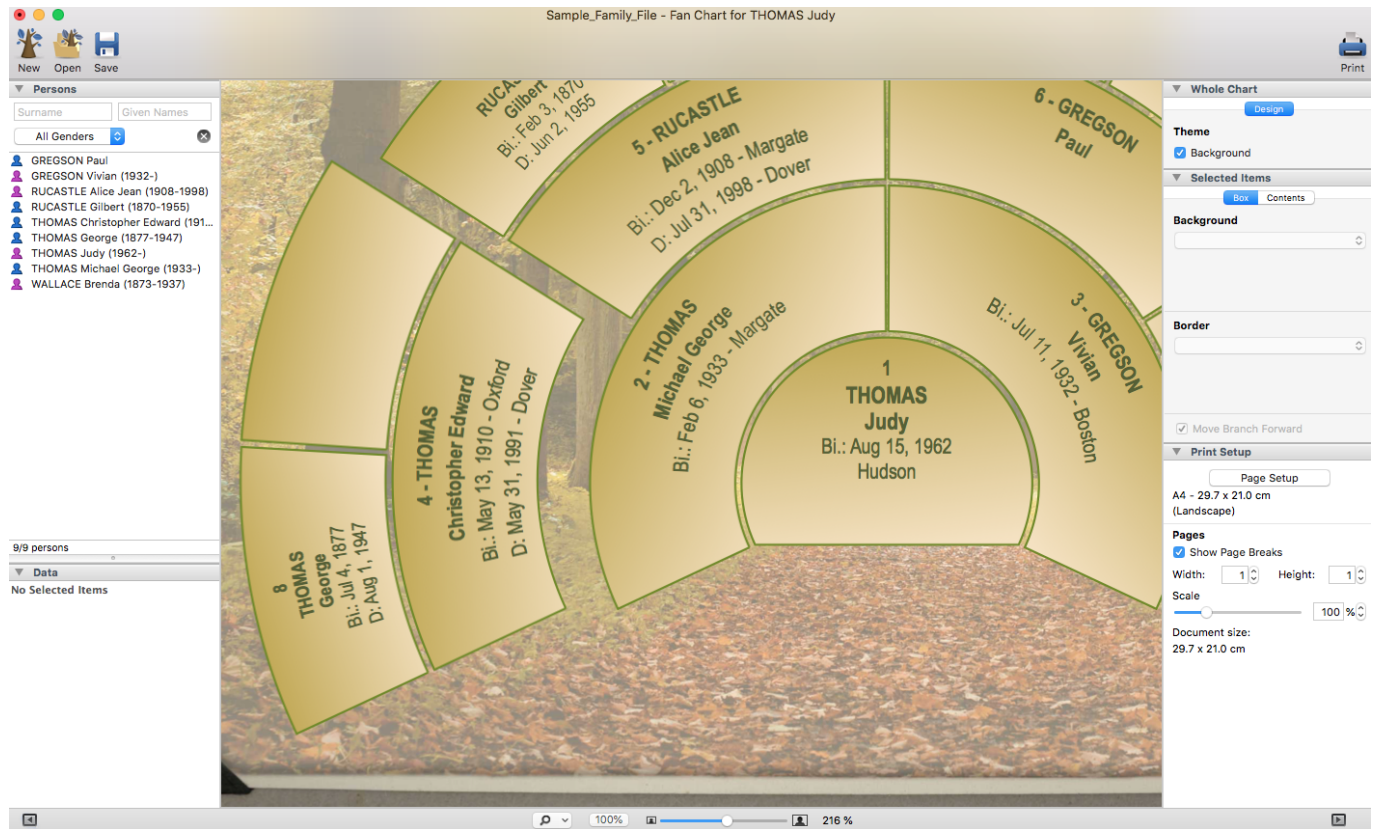 Sample_Family_File - Fan Chart for THOMAS Judy
New Open Save
Print
Persons
Surname Given Names
All Genders
GREGSON Paul
GREGSON Vivian (1932-)
RUCASTLE Alice Jean (1908-1998)
RUCASTLE Gilbert (1870-1955)
THOMAS Christopher Edward (191...
THOMAS George (1877-1947)
THOMAS Judy (1962-)
THOMAS Michael George (1933-)
WALLACE Brenda (1873-1937)
9/9 persons
Data
No Selected Items
8
THOMAS
George
Bi.: Jul 4, 1877
D: Aug 1, 1947
4 - THOMAS
Christopher Edward
Bi.: May 13, 1910 - Oxford
D: May 31, 1991 - Dover
RUCASTLE
Gilbert
Bi.: Feb 3, 1870
D: Jun 2, 1955
5 - RUCASTLE
Alice Jean
Bi.: Dec 2, 1908 - Margate
D: Jul 31, 1998 - Dover
6 - GREGSON
Paul
2 - THOMAS
Michael George
Bi.: Feb 6, 1933 - Margate
3 - GREGSON
Vivian
Bi.: Jul 11, 1932 - Boston
1
THOMAS
Judy
Bi.: Aug 15, 1962
Hudson
Whole Chart
Design
Theme
Background
Selected Items
Box Contents
Background
Border
Move Branch Forward
Print Setup
Page Setup
A4 - 29.7 x 21.0 cm
(Landscape)
Pages
Show Page Breaks
Width: 1 Height: 1
Scale
100 %
Document size:
29.7 x 21.0 cm
100% 216 %